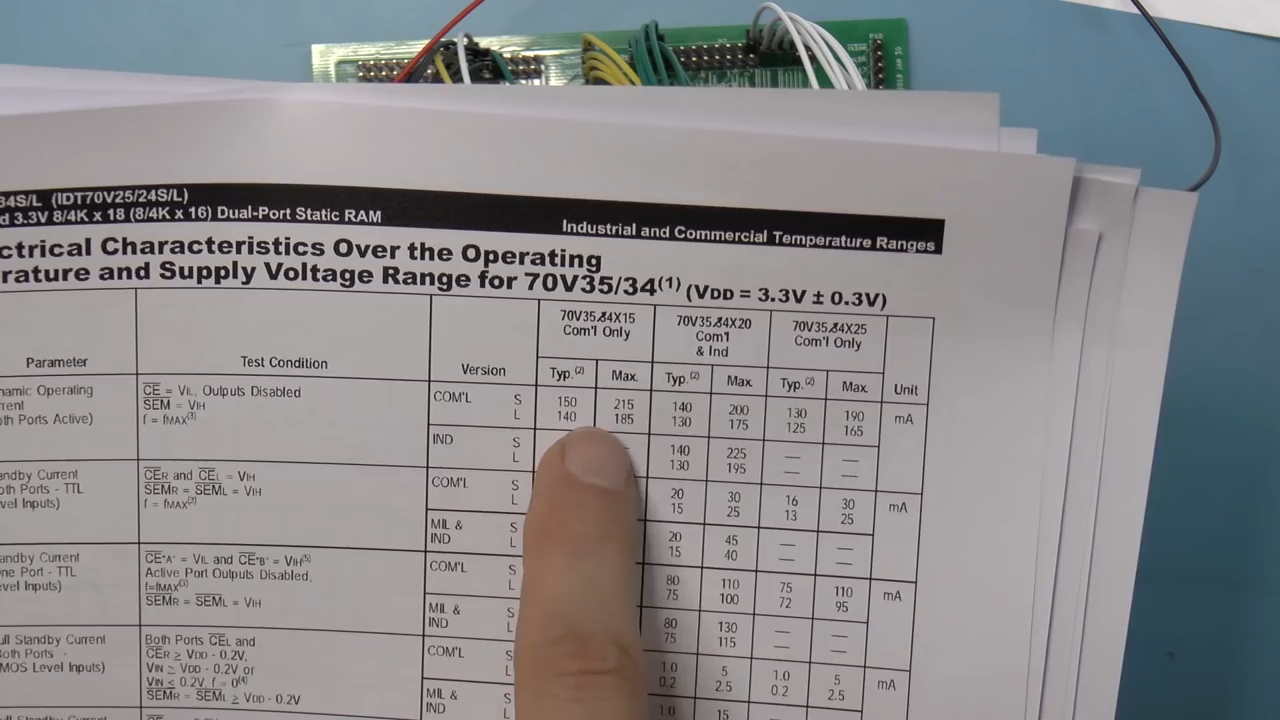 34S/L (IDT70V25/24S/L)
d 3.3V 8/4K x 18 (8/4K x 16) Dual-Port Static RAM
Industrial and Commercial Temperature Ranges
ctrical Characteristics Over the Operating
rature and Supply Voltage Range for 70V35/34(1) (VDD = 3.3V ± 0.3V)
70V35/34X15 Com'l Only
70V35/34X20 Com'l & Ind
70V35/34X25 Com'l Only
Parameter Test Condition Version Typ.(2) Max. Typ.(2) Max. Typ.(2) Max. Unit
namic Operating
rrent
oth Ports Active)
CE = VIL, Outputs Disabled
SEM = VIH
f = fMAX(3)
COM'L S 150 215 140 200 130 190 mA
L 140 185 130 175 125 165
IND S 140 225 — —
L — 130 195 — —
andby Current
oth Ports - TTL
evel Inputs)
CER and CEL = VIH
SEMR = SEML = VIH
f = fMAX(3)
COM'L S 20 30 16 30 mA
L 15 25 13 25
MIL & IND S 20 45 — —
L 15 40 — —
andby Current
ne Port - TTL
evel Inputs)
CE"A" = VIL and CE"B" = VIH(5)
Active Port Outputs Disabled,
f=fMAX(3)
SEMR = SEML = VIH
COM'L S 80 110 75 110 mA
L 75 100 72 95
MIL & IND S 80 130 — —
L 75 115 — —
ull Standby Current
Both Ports -
MOS Level Inputs)
Both Ports CEL and
CER ≥ VDD - 0.2V,
VIN ≥ VDD - 0.2V or
VIN ≤ 0.2V, f = 0(4)
SEMR = SEML ≥ VDD - 0.2V
COM'L S 1.0 5 1.0 5 mA
L 0.2 2.5 0.2 2.5
MIL & IND S 1.0 15
ull Standby Current